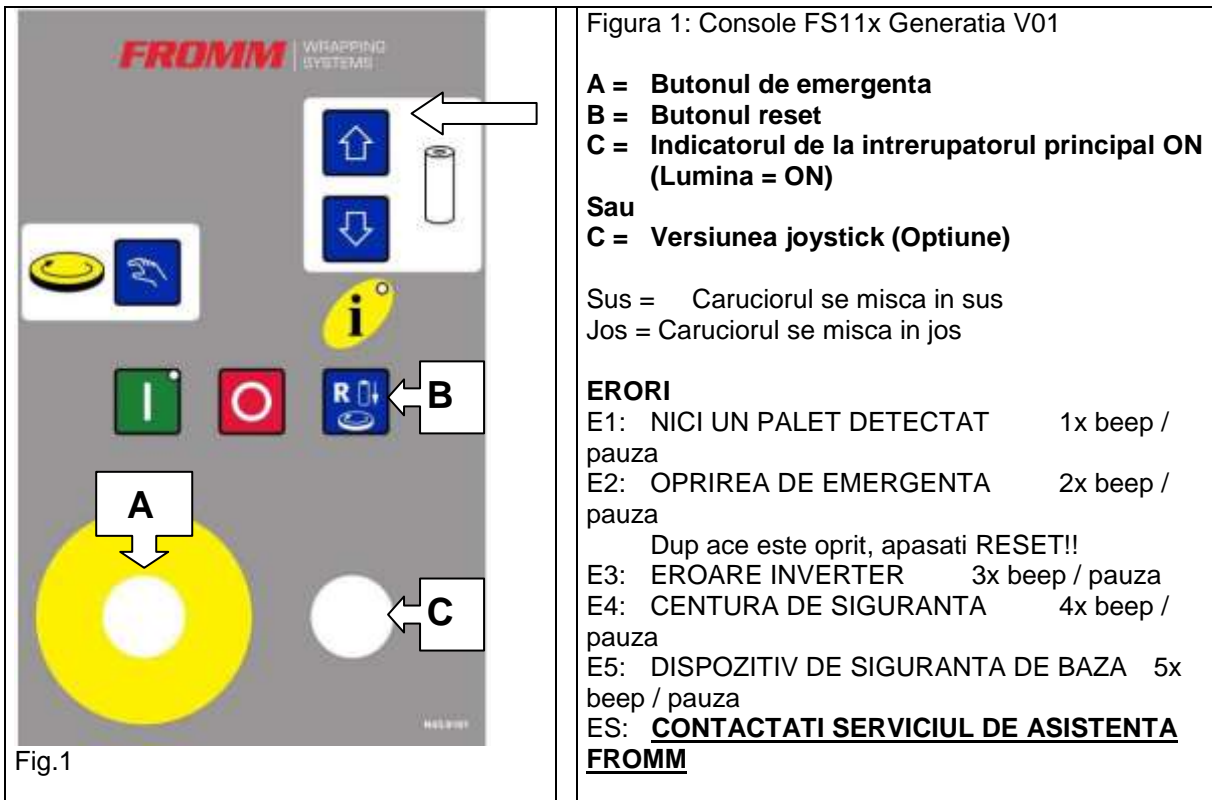 FROMM WRAPPING
SYSTEMS
i
R
B
A
C
Fig.1
Figura 1: Console FS11x Generatia V01
A = Butonul de emergenta
B = Butonul reset
C = Indicatorul de la intrerupatorul principal ON
(Lumina = ON)
Sau
C = Versiunea joystick (Optiune)
Sus = Caruciorul se misca in sus
Jos = Caruciorul se misca in jos
ERORI
E1: NICI UN PALET DETECTAT 1x beep /
pauza
E2: OPRIREA DE EMERGENTA 2x beep /
pauza
Dup ace este oprit, apasati RESET!!
E3: EROARE INVERTER 3x beep / pauza
E4: CENTURA DE SIGURANTA 4x beep /
pauza
E5: DISPOZITIV DE SIGURANTA DE BAZA 5x
beep / pauza
ES: CONTACTATI SERVICIUL DE ASISTENTA
FROMM